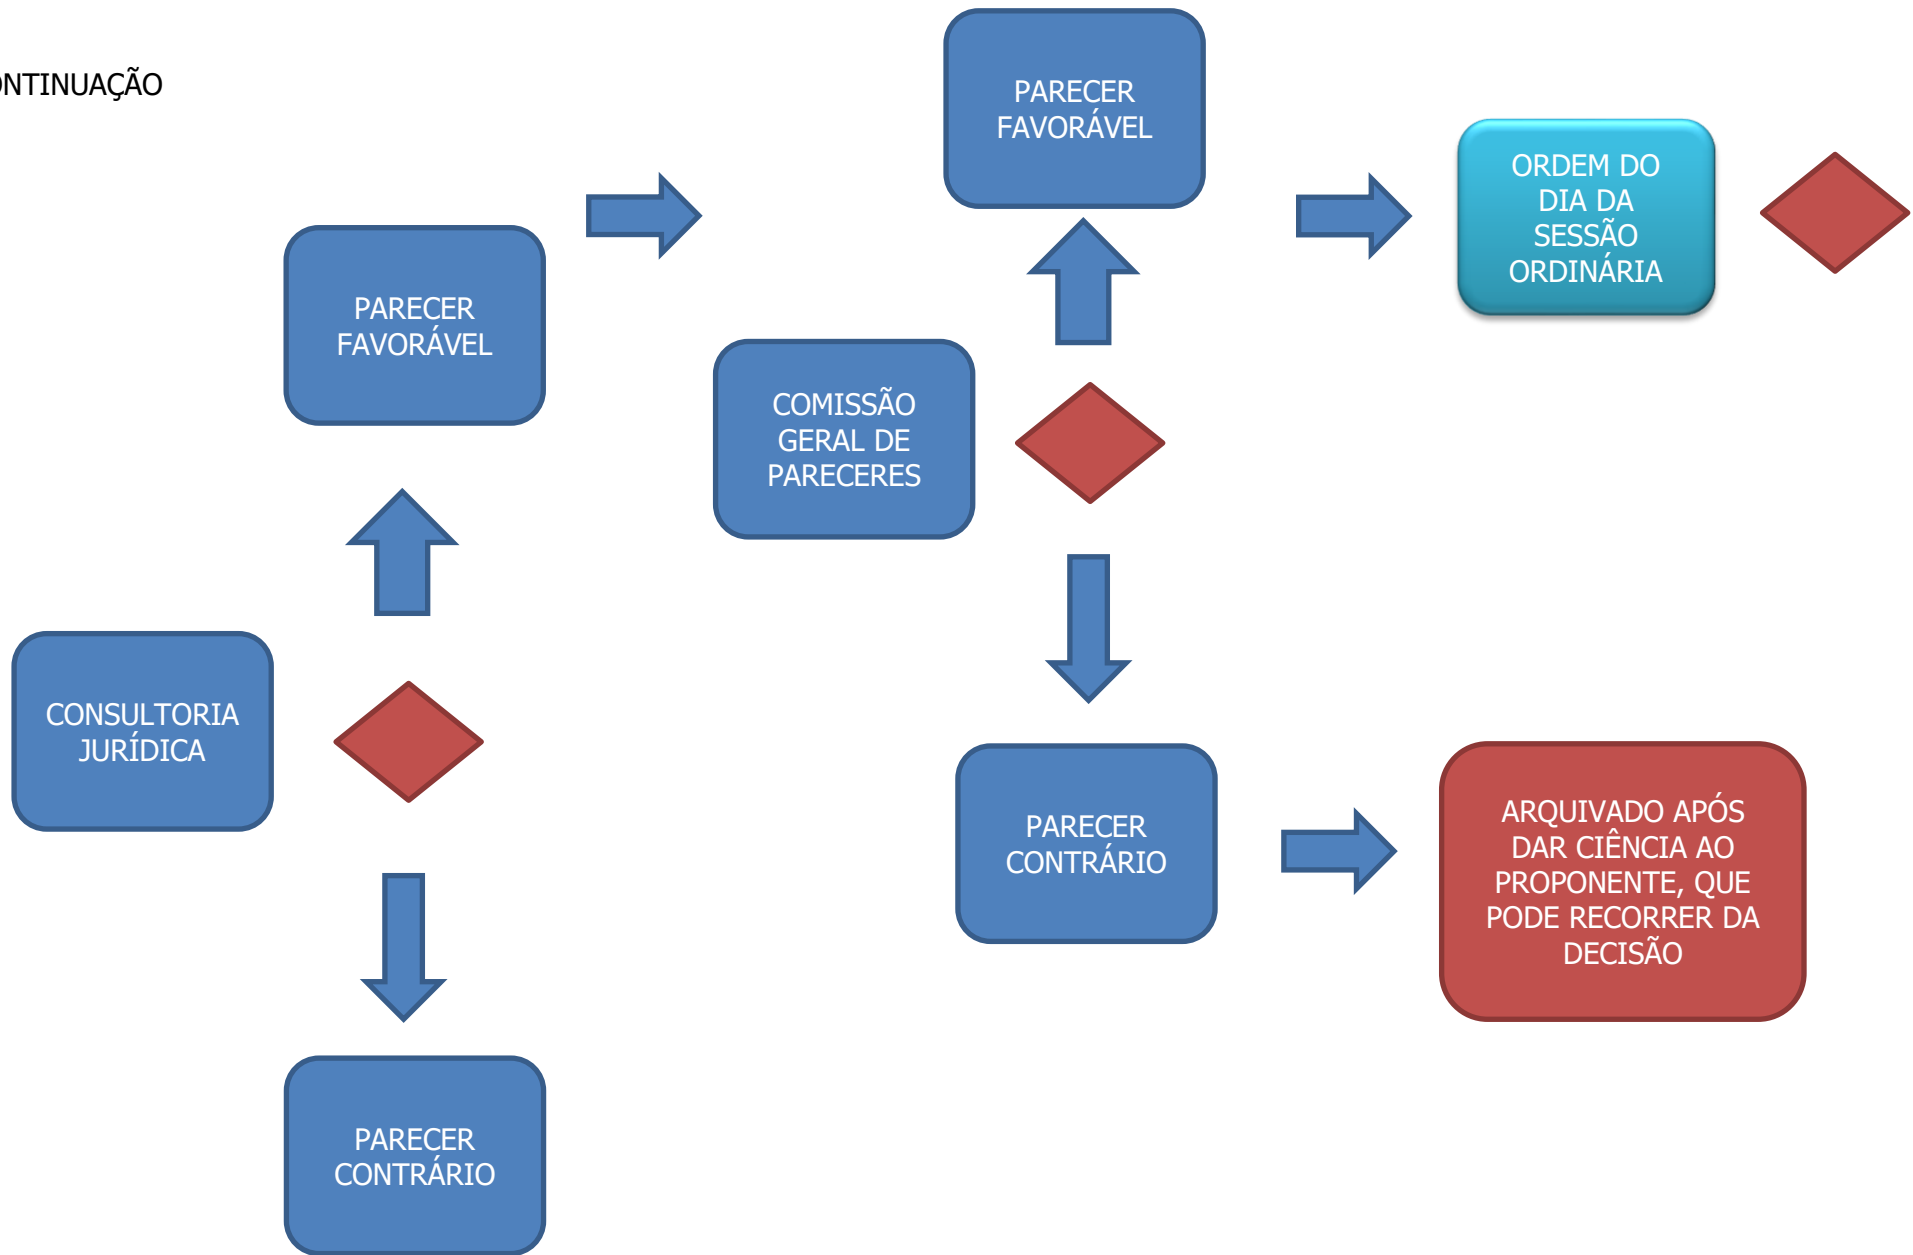 ONTINUAÇÃO
PARECER
FAVORÁVEL
ORDEM DO
DIA DA
SESSÃO
ORDINÁRIA
PARECER
FAVORÁVEL
COMISSÃO
GERAL DE
PARECERES
CONSULTORIA
JURÍDICA
PARECER
CONTRÁRIO
ARQUIVADO APÓS
DAR CIÊNCIA AO
PROPONENTE, QUE
PODE RECORRER DA
DECISÃO
PARECER
CONTRÁRIO